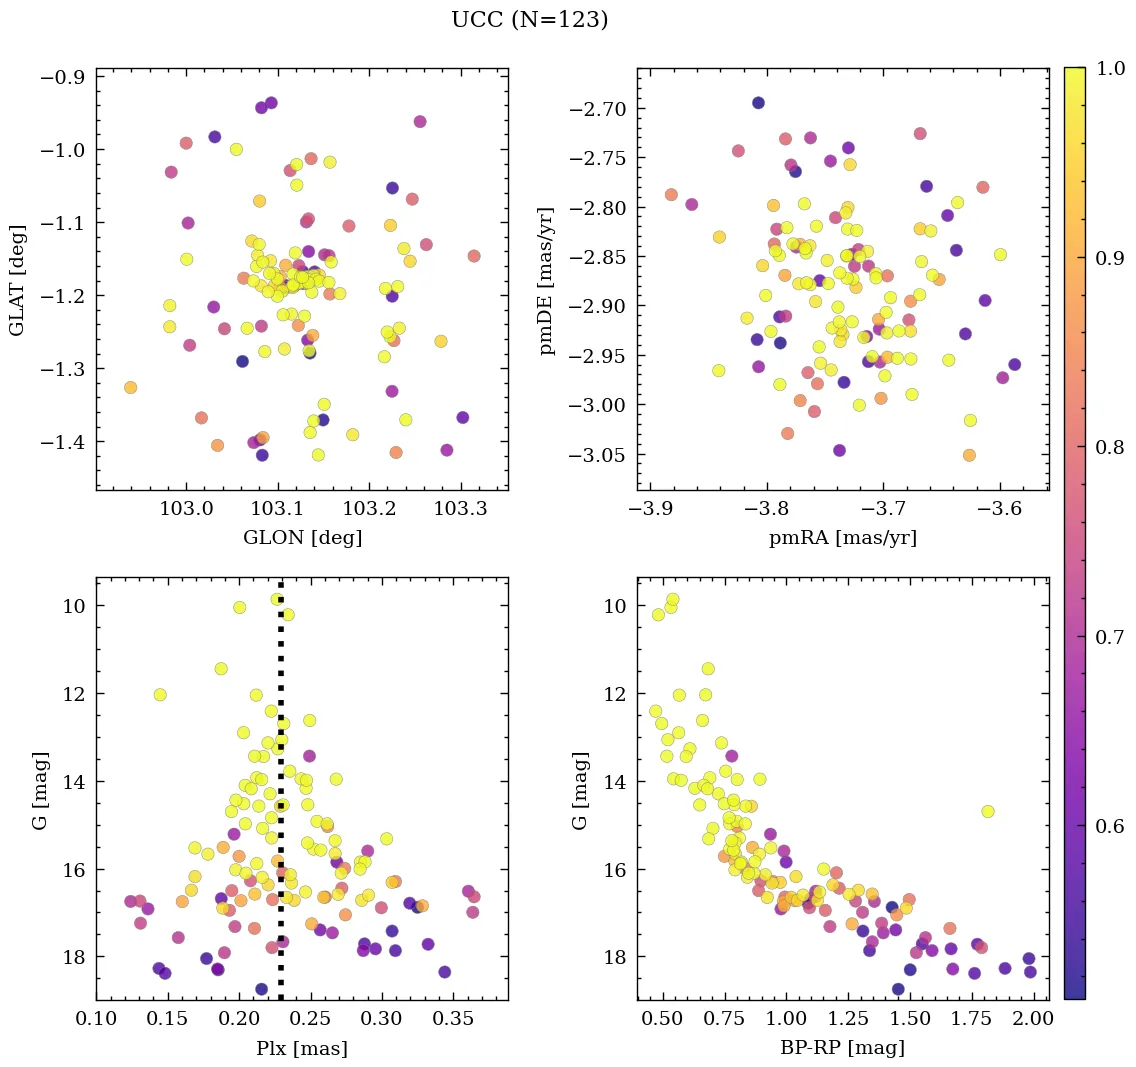 UCC (N=123)
−0.9
−1.0
−1.1
−1.2
−1.3
−1.4
GLAT [deg]
103.0 103.1 103.2 103.3
GLON [deg]
−2.70
−2.75
−2.80
−2.85
−2.90
−2.95
−3.00
−3.05
pmDE [mas/yr]
−3.9 −3.8 −3.7 −3.6
pmRA [mas/yr]
1.0
0.9
0.8
0.7
0.6
10
12
14
16
18
G [mag]
0.10 0.15 0.20 0.25 0.30 0.35
Plx [mas]
10
12
14
16
18
G [mag]
0.50 0.75 1.00 1.25 1.50 1.75 2.00
BP-RP [mag]